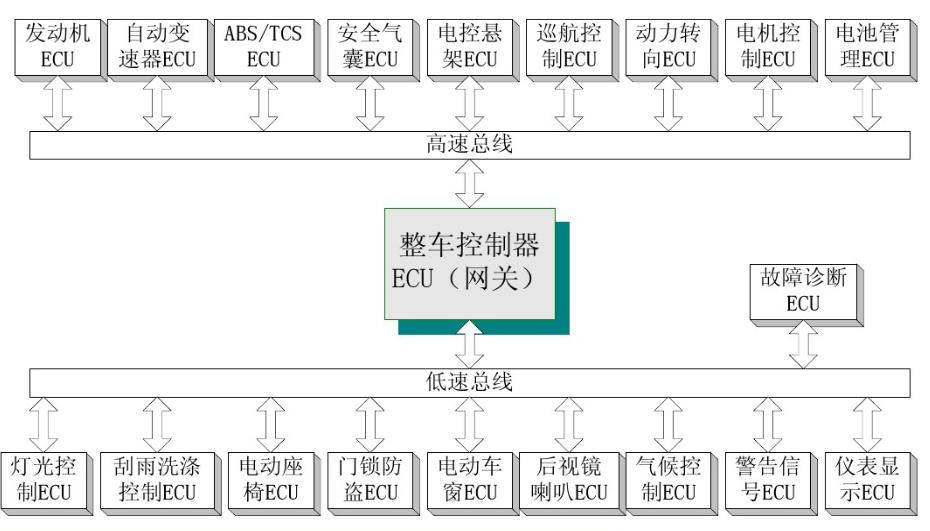 发动机
ECU
自动变
速器ECU
ABS/TCS
ECU
安全气
囊ECU
电控悬
架ECU
巡航控
制ECU
动力转
向ECU
电机控
制ECU
电池管
理ECU
高速总线
整车控制器
ECU（网关）
故障诊断
ECU
低速总线
灯光控
制ECU
刮雨洗涤
控制ECU
电动座
椅ECU
门锁防
盗ECU
电动车
窗ECU
后视镜
喇叭ECU
气候控
制ECU
警告信
号ECU
仪表显
示ECU